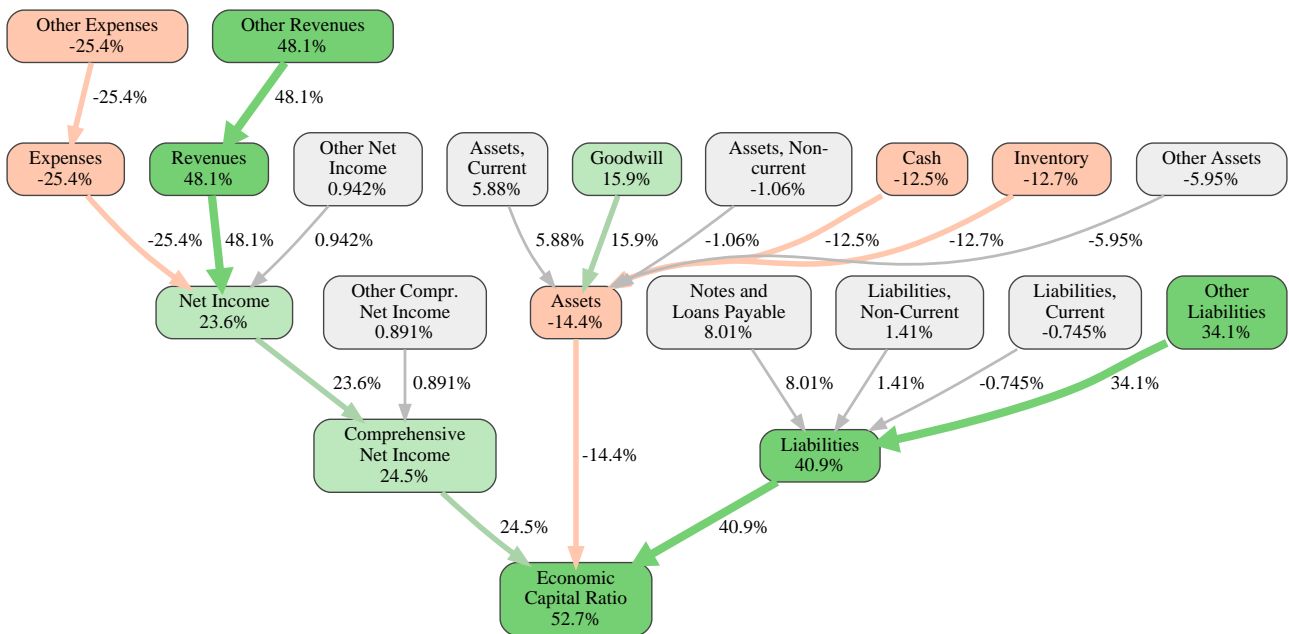 Other Expenses
-25.4%
Other Revenues
48.1%
-25.4%
48.1%
Expenses
-25.4%
Revenues
48.1%
Other Net
Income
0.942%
Assets,
Current
5.88%
Goodwill
15.9%
Assets, Non-
current
-1.06%
Cash
-12.5%
Inventory
-12.7%
Other Assets
-5.95%
-25.4%
48.1%
0.942%
5.88%
15.9%
-1.06%
-12.5%
-12.7%
-5.95%
Net Income
23.6%
Other Compr.
Net Income
0.891%
Assets
-14.4%
Notes and
Loans Payable
8.01%
Liabilities,
Non-Current
1.41%
Liabilities,
Current
-0.745%
Other
Liabilities
34.1%
23.6%
0.891%
8.01%
1.41%
-0.745%
34.1%
Comprehensive
Net Income
24.5%
-14.4%
Liabilities
40.9%
24.5%
40.9%
Economic
Capital Ratio
52.7%